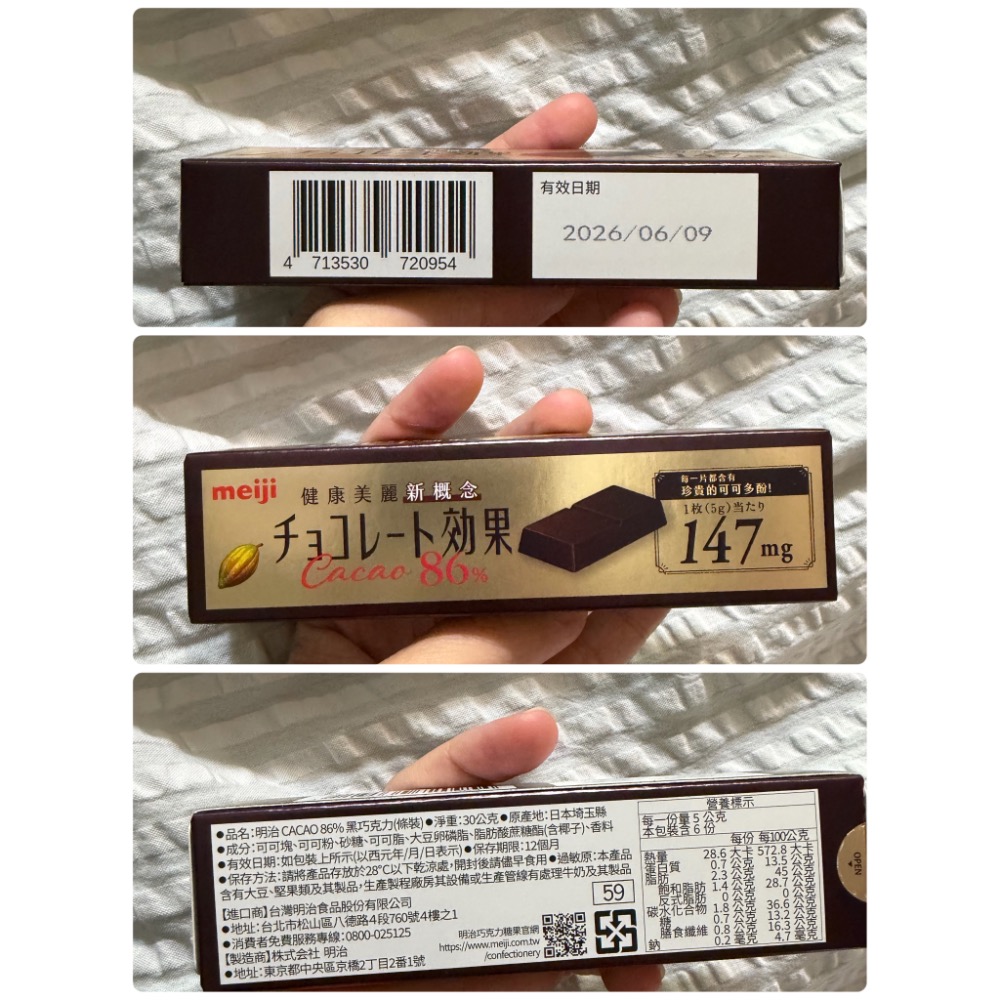 有效日期
2026/06/09
4 713530 720954
meiji
健康美麗新概念
チョコレート効果
Cacao 86%
每一片都含有
珍貴的可可多酚!
1枚(5g)当たり
147mg
●品名:明治 CACAO 86% 黑巧克力(條裝) ●淨重:30公克 ●原產地:日本埼玉縣
●成分:可可塊、可可粉、砂糖、可可脂、大豆卵磷脂、脂肪酸蔗糖酯(含椰子)、香料
●有效日期:如包裝上所示(以西元年/月/日表示) ●保存期限:12個月
●保存方法:請將產品存放於28°C以下乾涼處,開封後請儘早食用 ●過敏原:本產品
含有大豆、堅果類及其製品,生產製程廠房其設備或生產管線有處理牛奶及其製品
【進口商】台灣明治食品股份有限公司
●地址:台北市松山區八德路4段760號4樓之1
●消費者免費服務專線:0800-025125
【製造商】株式会社 明治
●地址:東京都中央區京橋2丁目2番1號
明治巧克力糖果官網
https://www.meiji.com.tw
/confectionery
59
營養標示
每一份量 5 公克
本包裝含 6 份
每份 每100公克
熱量 28.6 大卡 572.8 大卡
蛋白質 0.7 公克 13.5 公克
脂肪 2.3 公克 45 公克
飽和脂肪 1.4 公克 28.7 公克
反式脂肪 0 公克 0 公克
碳水化合物 1.8 公克 36.6 公克
糖 0.7 公克 13.2 公克
膳食纖維 0.8 公克 16.3 公克
鈉 0.2 毫克 4.7 毫克
OPEN